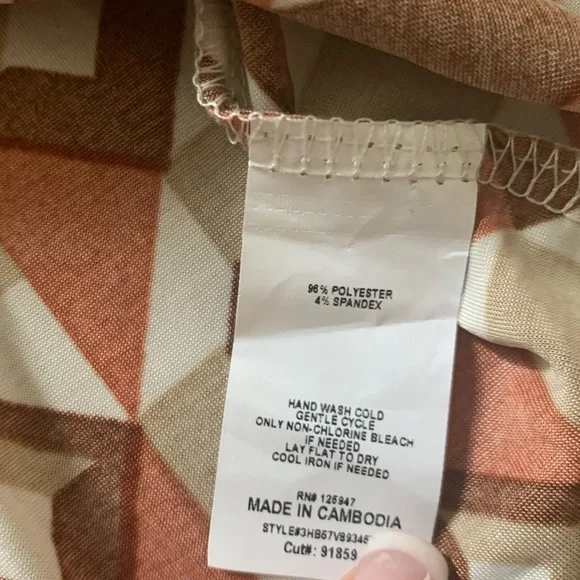 96% POLYESTER
4% SPANDEX
HAND WASH COLD
GENTLE CYCLE
ONLY NON-CHLORINE BLEACH
IF NEEDED
LAY FLAT TO DRY
COOL IRON IF NEEDED
RN# 126947
MADE IN CAMBODIA
Cut#: 91859